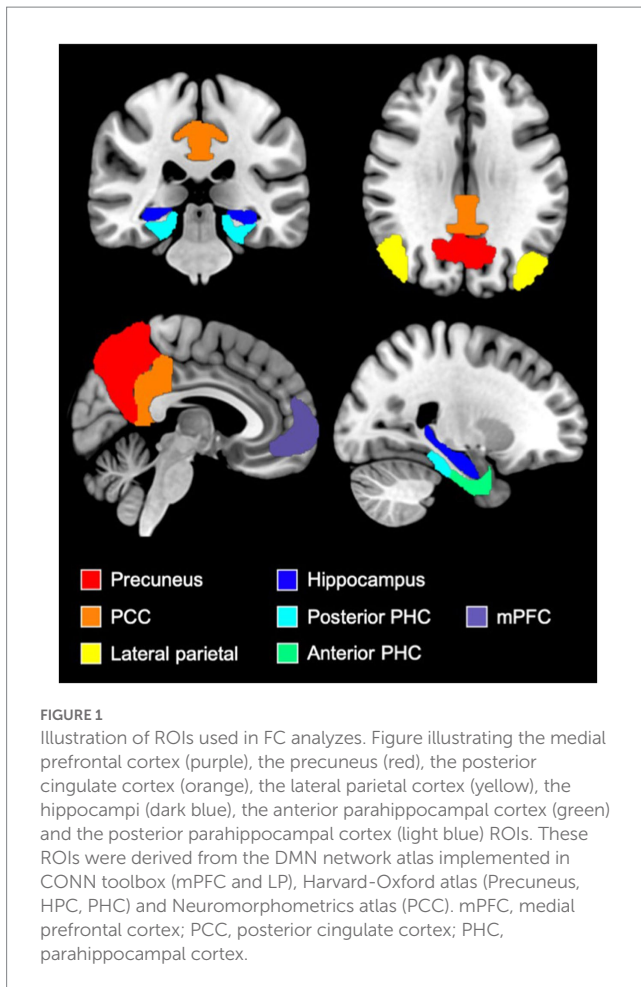 Precuneus
Hippocampus
PCC
Posterior PHC
mPFC
Lateral parietal
Anterior PHC
FIGURE 1
Illustration of ROIs used in FC analyzes. Figure illustrating the medial
prefrontal cortex (purple), the precuneus (red), the posterior
cingulate cortex (orange), the lateral parietal cortex (yellow), the
hippocampi (dark blue), the anterior parahippocampal cortex (green)
and the posterior parahippocampal cortex (light blue) ROIs. These
ROIs were derived from the DMN network atlas implemented in
CONN toolbox (mPFC and LP), Harvard-Oxford atlas (Precuneus,
HPC, PHC) and Neuromorphometrics atlas (PCC). mPFC, medial
prefrontal cortex; PCC, posterior cingulate cortex; PHC,
parahippocampal cortex.